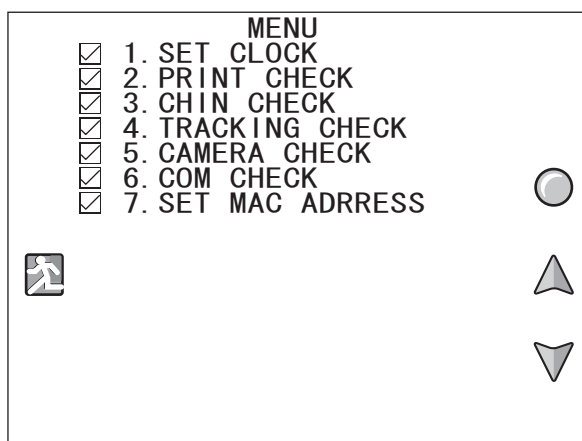 MENU
1. SET CLOCK
2. PRINT CHECK
3. CHIN CHECK
4. TRACKING CHECK
5. CAMERA CHECK
6. COM CHECK
7. SET MAC ADRRESS